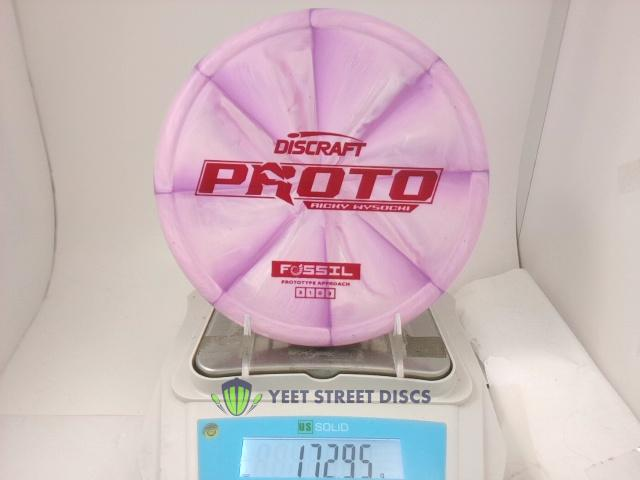 DISCRAFT
PROTO
RICKY WYSOCKI
FOSSIL
PROTOTYPE APPROACH
YEET STREET DISCS
US SOLID
172.95 g